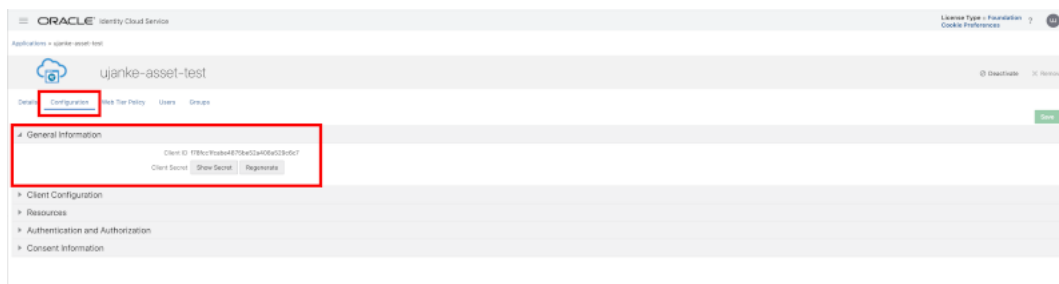 ORACLE Identity Cloud Service
License Type : Foundation ?
Cookie Preferences
Applications > ujanke-asset-test
ujanke-asset-test
Deactivate
Details Configuration Web Tier Policy Users Groups
Save
General Information
Client ID
Client Secret Show Secret Regenerate
Client Configuration
Resources
Authentication and Authorization
Consent Information